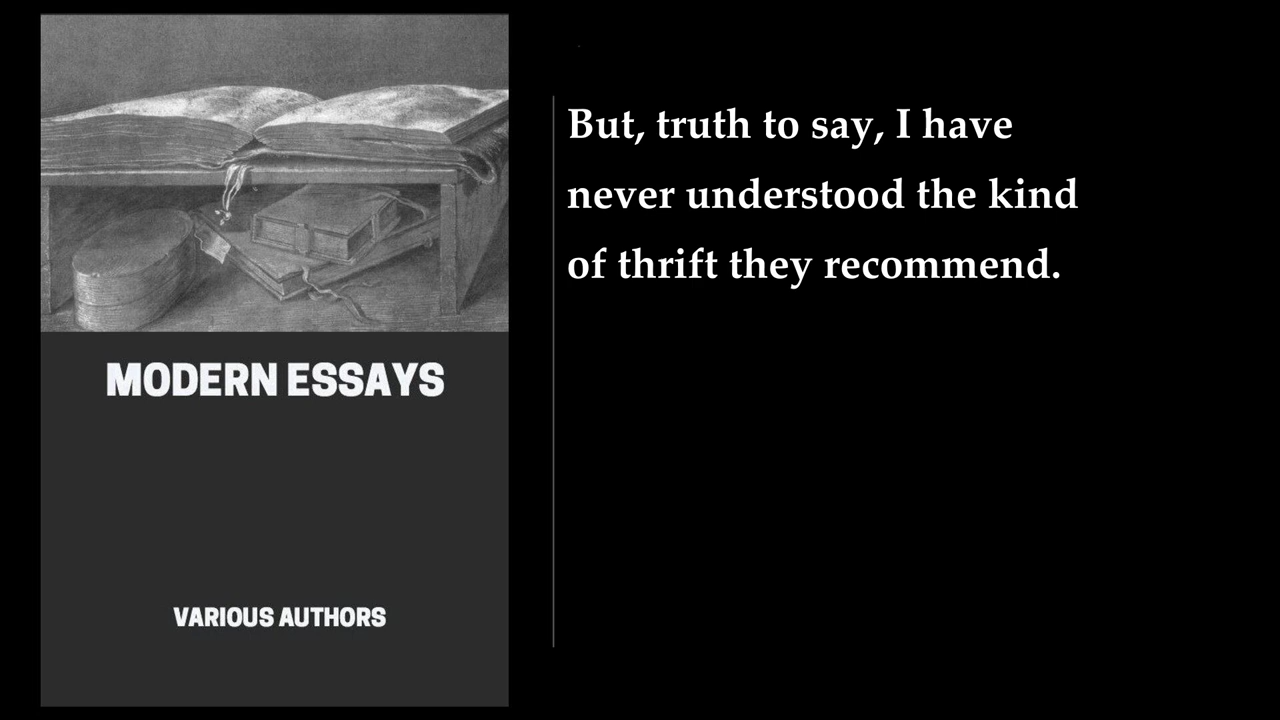 MODERN ESSAYS
VARIOUS AUTHORS
But, truth to say, I have
never understood the kind
of thrift they recommend.